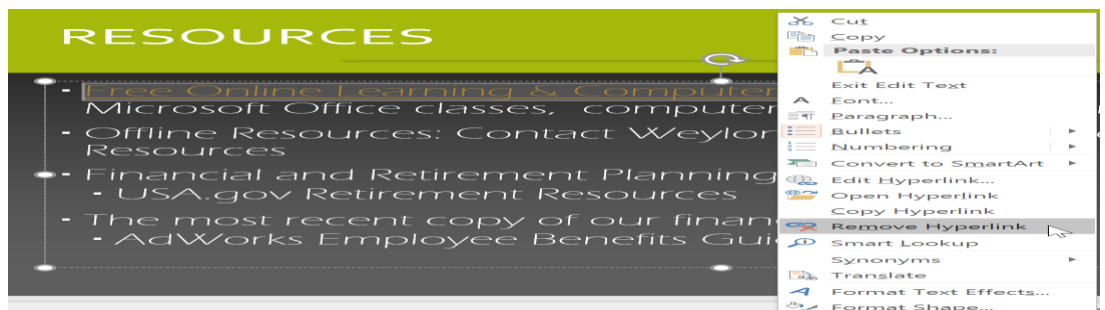 RESOURCES
- Free Online Learning & Computer
Microsoft Office classes, computer
- Offline Resources: Contact Weylor
Resources
- Financial and Retirement Planning
- USA.gov Retirement Resources
- The most recent copy of our finan
- AdWorks Employee Benefits Gui
Cut
Copy
Paste Options:
Exit Edit Text
Font...
Paragraph...
Bullets
Numbering
Convert to SmartArt
Edit Hyperlink...
Open Hyperlink
Copy Hyperlink
Remove Hyperlink
Smart Lookup
Synonyms
Translate
Format Text Effects...
Format Shape...